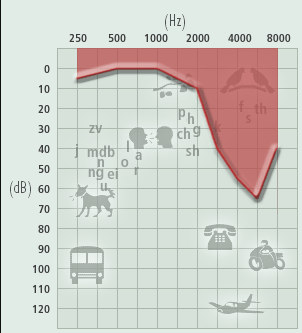 (Hz)
250 500 1000 2000 4000 8000
0
10
20
30
40
50
60
70
80
90
100
110
120
(dB)
f th
s
p
h
zv
ch g k
j mdb
n
ng ei
u
l
o a
r
sh